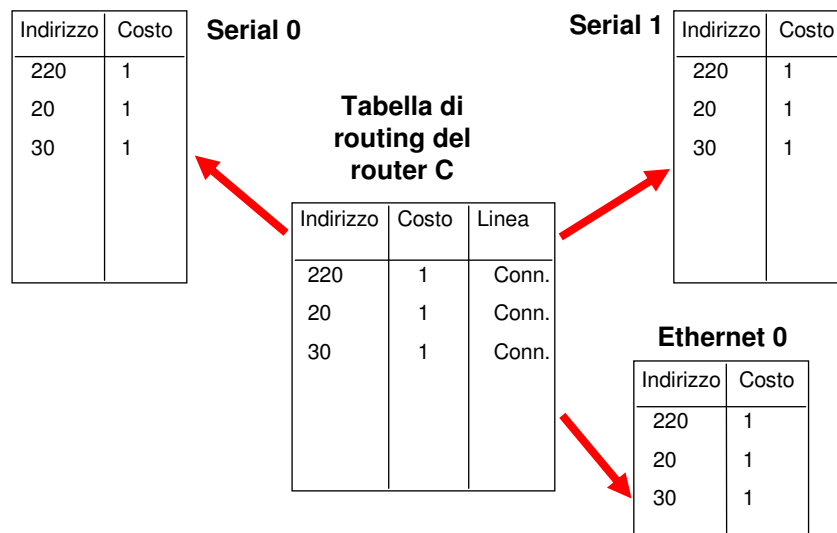 Serial 0
Indirizzo Costo
220 1
20 1
30 1
Serial 1
Indirizzo Costo
220 1
20 1
30 1
Tabella di
routing del
router C
Indirizzo Costo Linea
220 1 Conn.
20 1 Conn.
30 1 Conn.
Ethernet 0
Indirizzo Costo
220 1
20 1
30 1